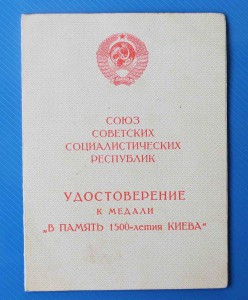 СОЮЗ
СОВЕТСКИХ
СОЦИАЛИСТИЧЕСКИХ
РЕСПУБЛИК
УДОСТОВЕРЕНИЕ
К МЕДАЛИ
„В ПАМЯТЬ 1500-летия КИЕВА“